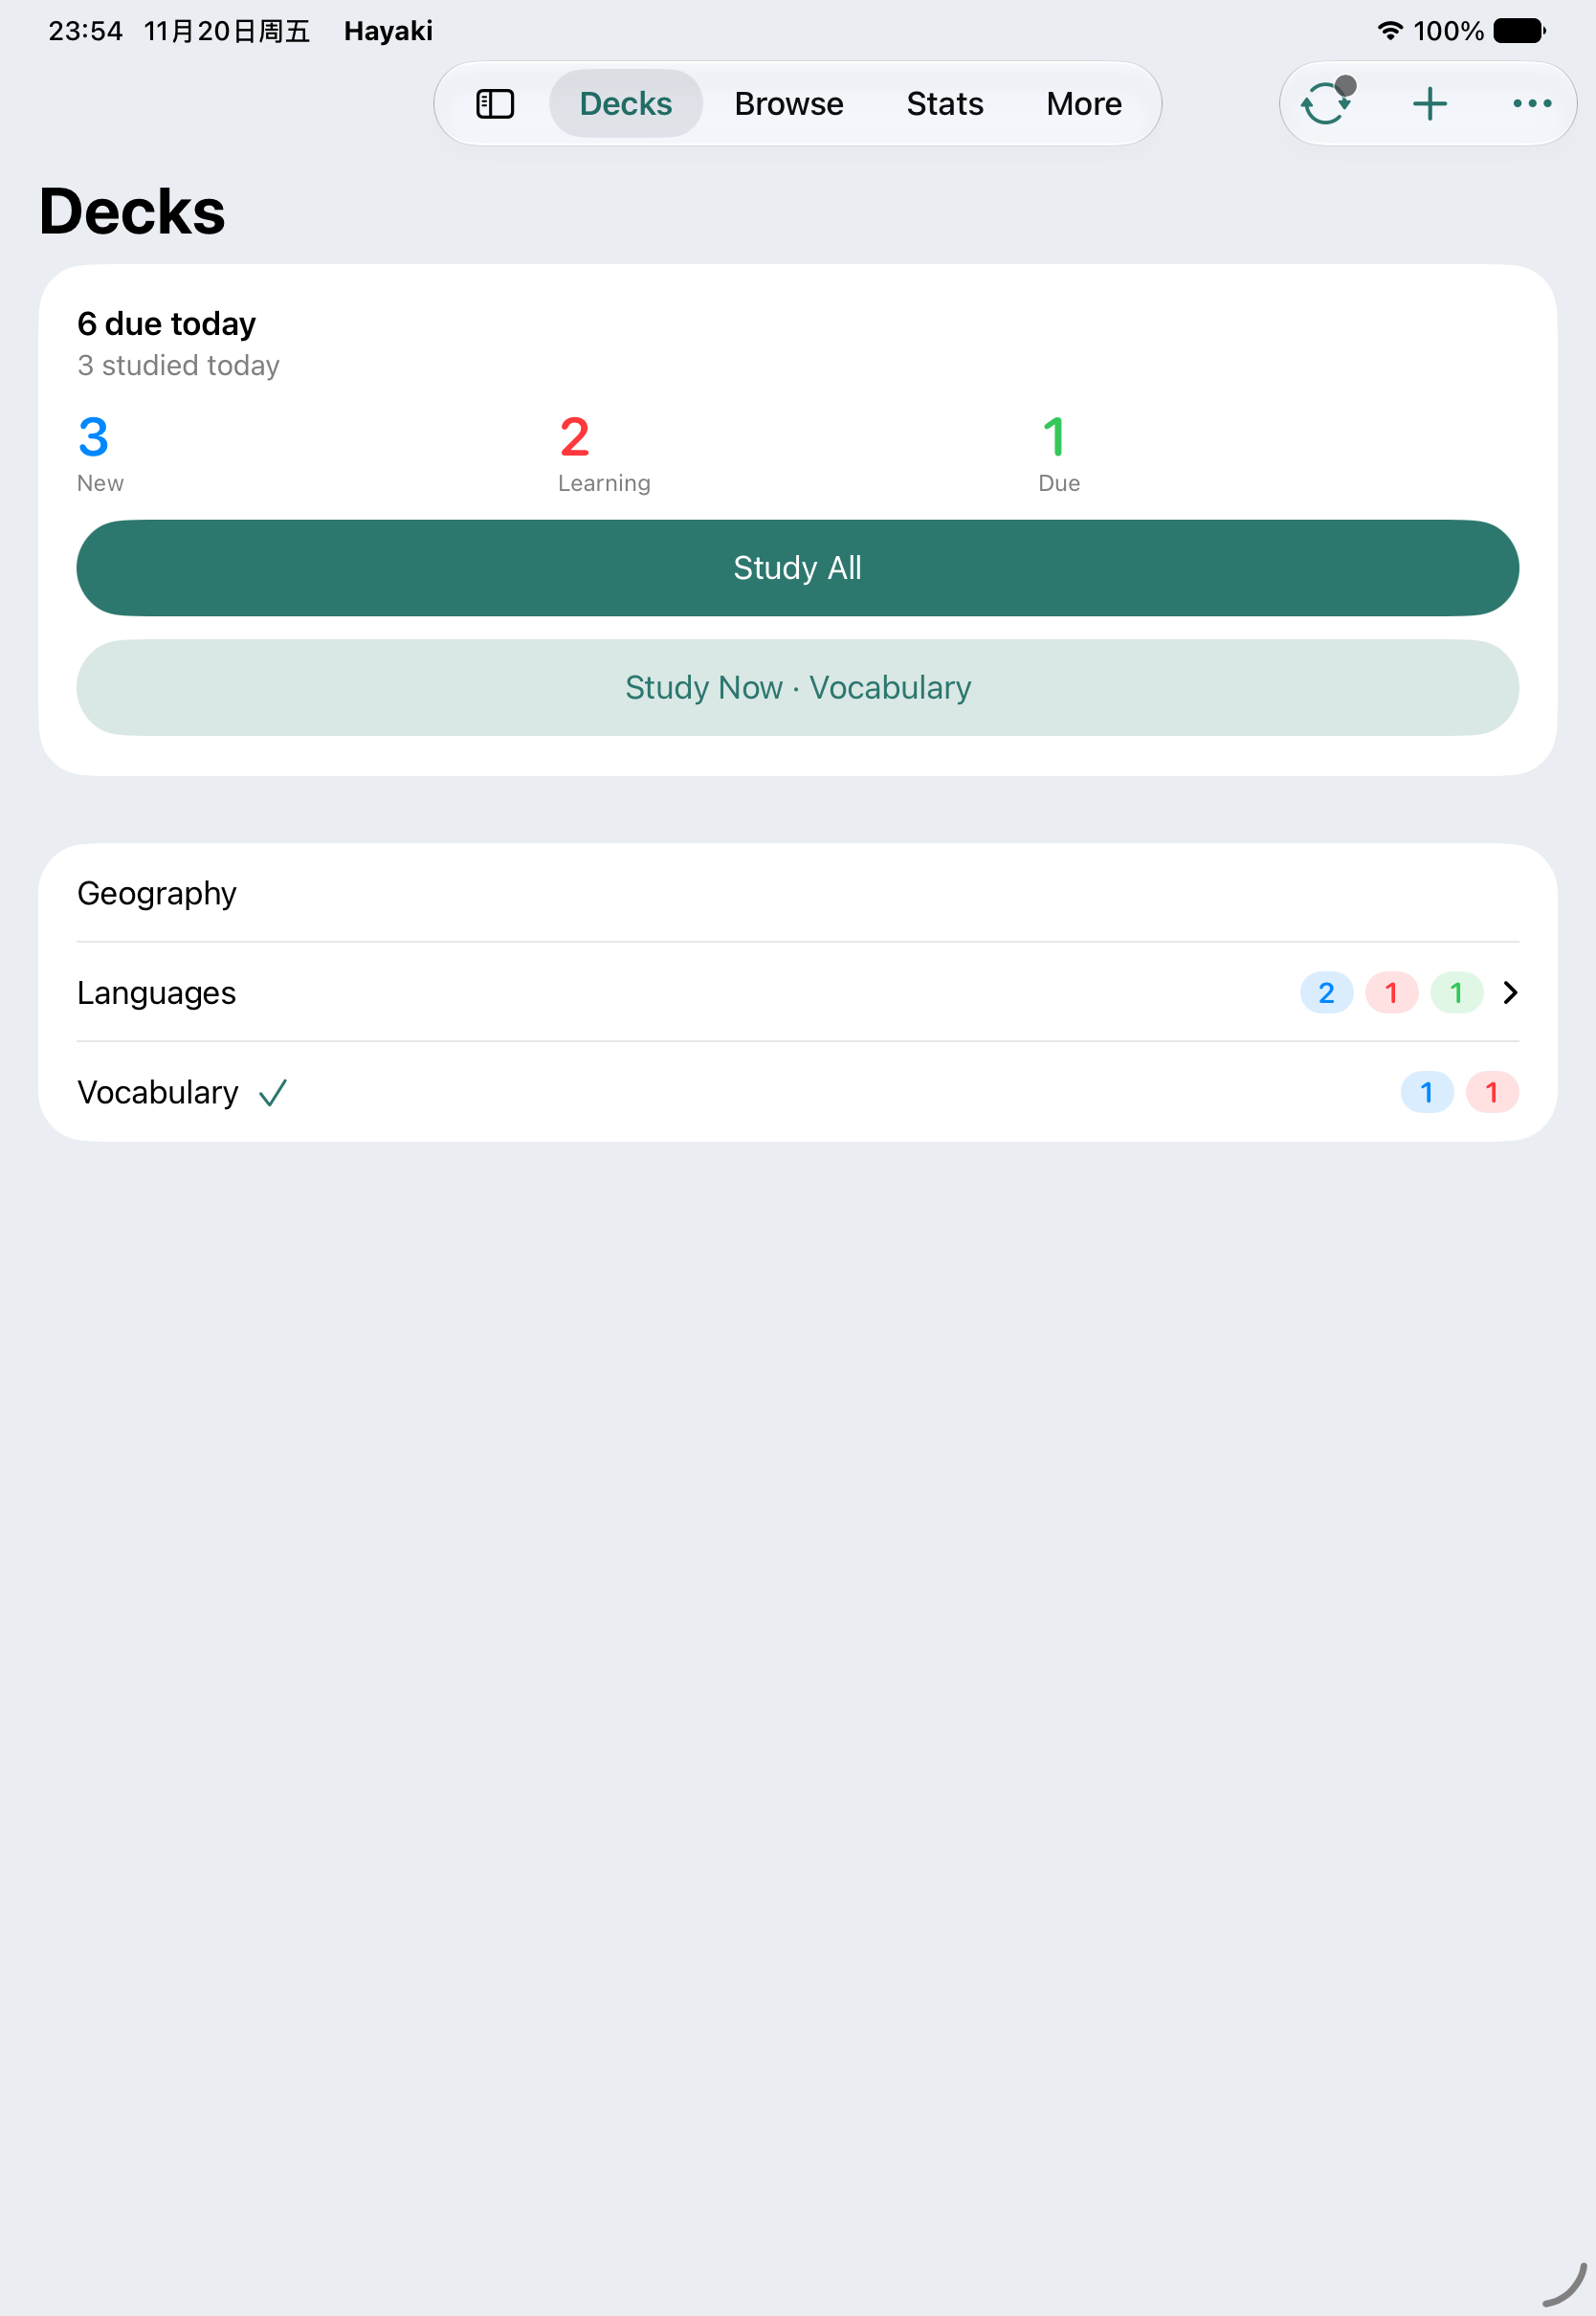 23:54 11月20日周五 Hayaki 100%
Decks Browse Stats More
Decks
6 due today
3 studied today
3 2 1
New Learning Due
Study All
Study Now · Vocabulary
Geography
Languages 2 1 1
Vocabulary 1 1